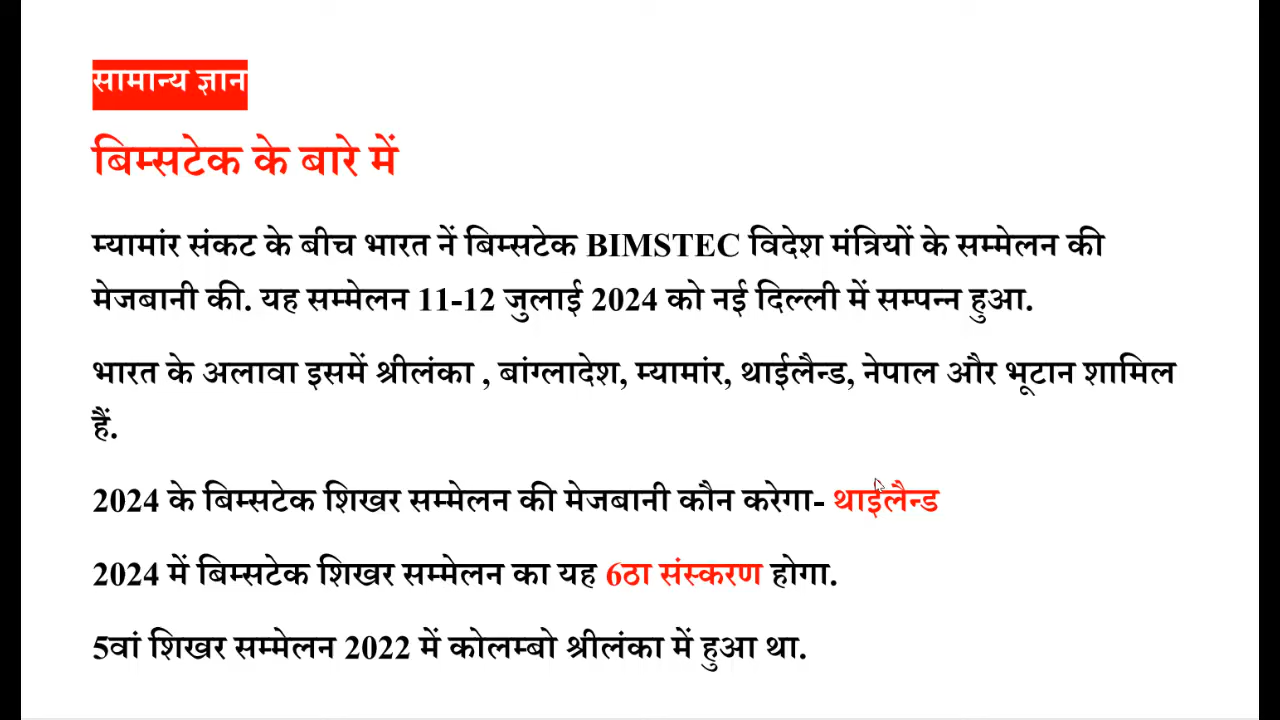 सामान्य ज्ञान
बिम्सटेक के बारे में
म्यामांर संकट के बीच भारत नें बिम्सटेक BIMSTEC विदेश मंत्रियों के सम्मेलन की
मेजबानी की. यह सम्मेलन 11-12 जुलाई 2024 को नई दिल्ली में सम्पन्न हुआ.
भारत के अलावा इसमें श्रीलंका , बांग्लादेश, म्यामांर, थाईलैन्ड, नेपाल और भूटान शामिल
हैं.
2024 के बिम्सटेक शिखर सम्मेलन की मेजबानी कौन करेगा- थाईलैन्ड
2024 में बिम्सटेक शिखर सम्मेलन का यह 6ठा संस्करण होगा.
5वां शिखर सम्मेलन 2022 में कोलम्बो श्रीलंका में हुआ था.